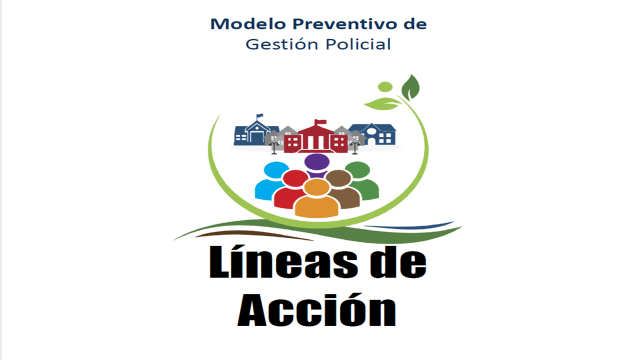 Modelo Preventivo de
Gestión Policial
Líneas de
Acción